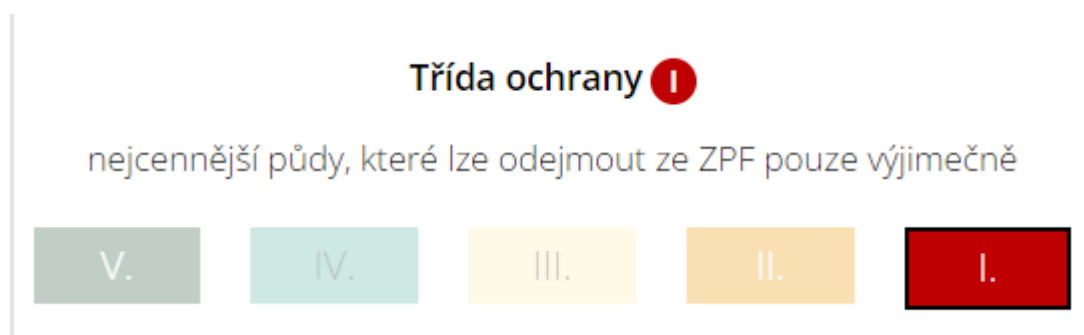 Třída ochrany I
nejcennější půdy, které lze odejmout ze ZPF pouze výjimečně
V. IV. III. II. I.